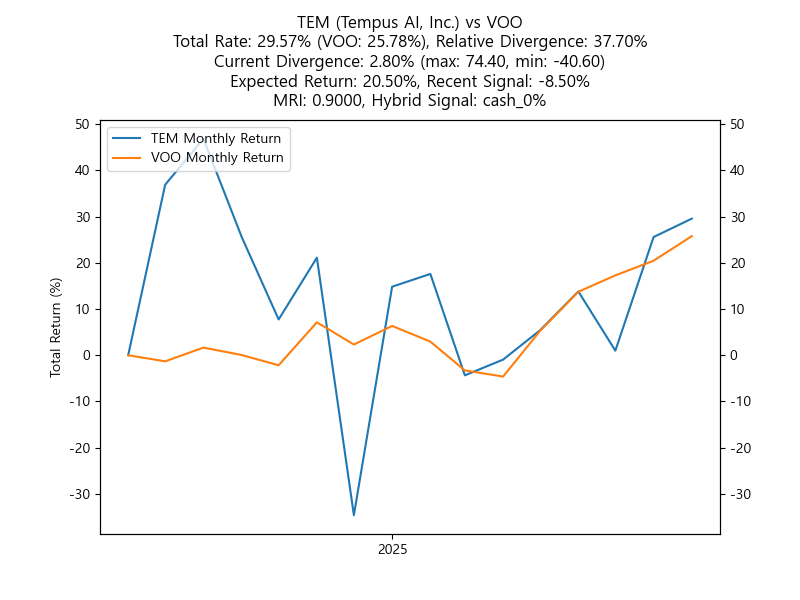 TEM (Tempus AI, Inc.) vs VOO
Total Rate: 29.57% (VOO: 25.78%), Relative Divergence: 37.70%
Current Divergence: 2.80% (max: 74.40, min: -40.60)
Expected Return: 20.50%, Recent Signal: -8.50%
MRI: 0.9000, Hybrid Signal: cash_0%
TEM Monthly Return
VOO Monthly Return
Total Return (%)
50
40
30
20
10
0
-10
-20
-30
50
40
30
20
10
0
-10
-20
-30
2025